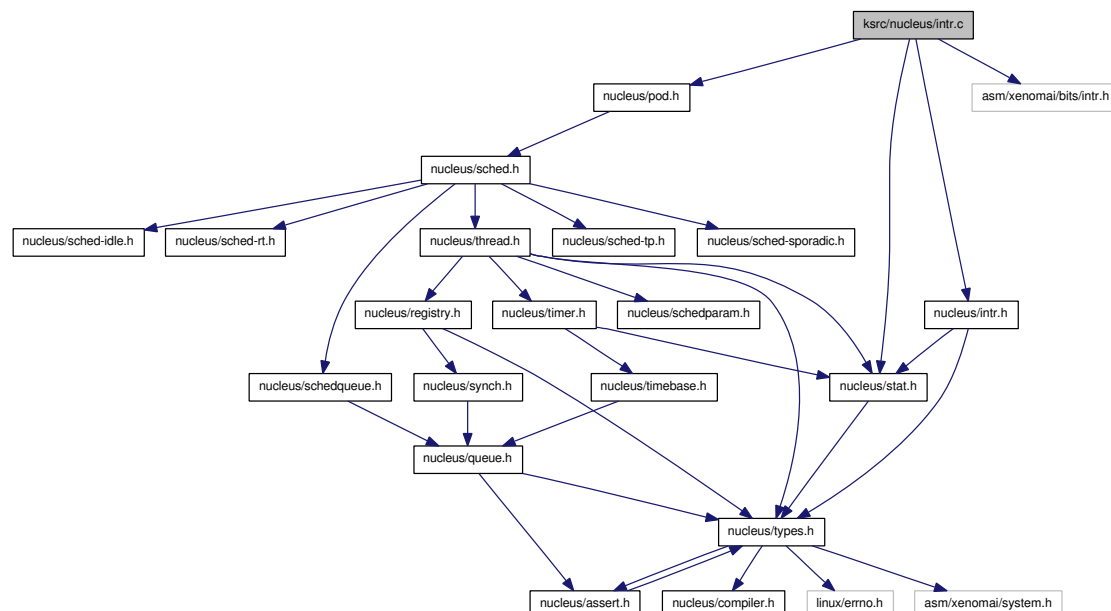 ksrc/nucleus/intr.c
nucleus/pod.h
asm/xenomai/bits/intr.h
nucleus/sched.h
nucleus/sched-idle.h
nucleus/sched-rt.h
nucleus/thread.h
nucleus/sched-tp.h
nucleus/sched-sporadic.h
nucleus/registry.h
nucleus/timer.h
nucleus/schedparam.h
nucleus/intr.h
nucleus/schedqueue.h
nucleus/synch.h
nucleus/timebase.h
nucleus/stat.h
nucleus/queue.h
nucleus/types.h
nucleus/assert.h
nucleus/compiler.h
linux/errno.h
asm/xenomai/system.h